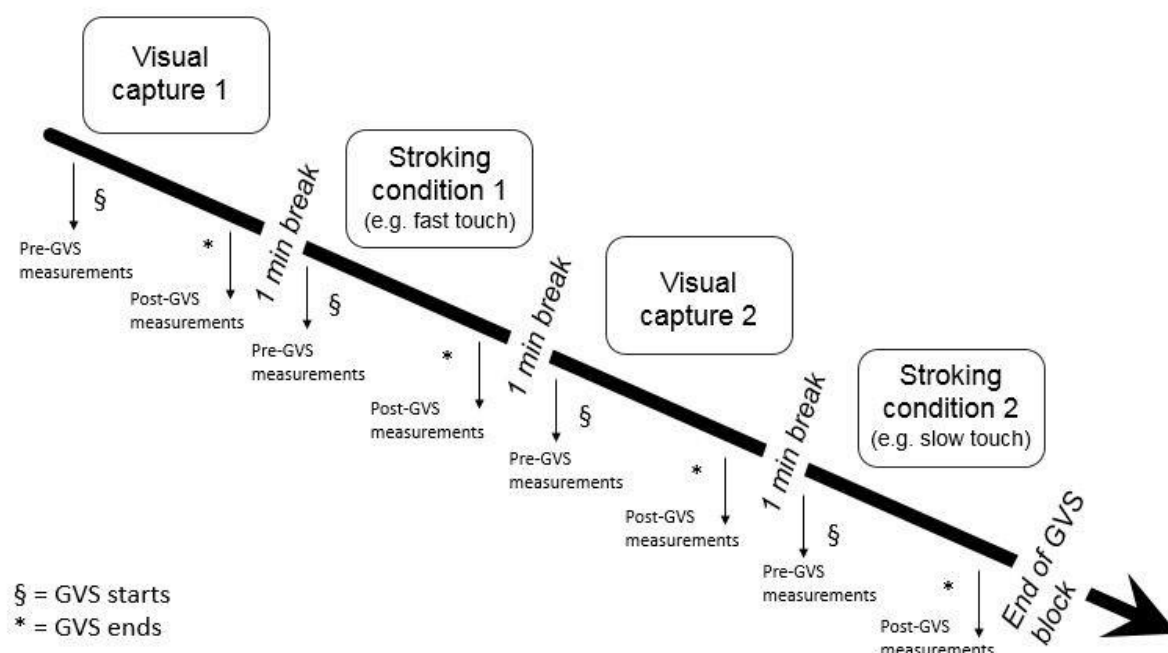 Visual
capture 1
Stroking
condition 1
(e.g. fast touch)
§
Pre-GVS
measurements
*
Post-GVS
measurements
1 min break
§
Pre-GVS
measurements
Visual
capture 2
*
Post-GVS
measurements
1 min break
§
Pre-GVS
measurements
Stroking
condition 2
(e.g. slow touch)
*
Post-GVS
measurements
1 min break
§
Pre-GVS
measurements
*
Post-GVS
measurements
End of GVS
block
§ = GVS starts
* = GVS ends